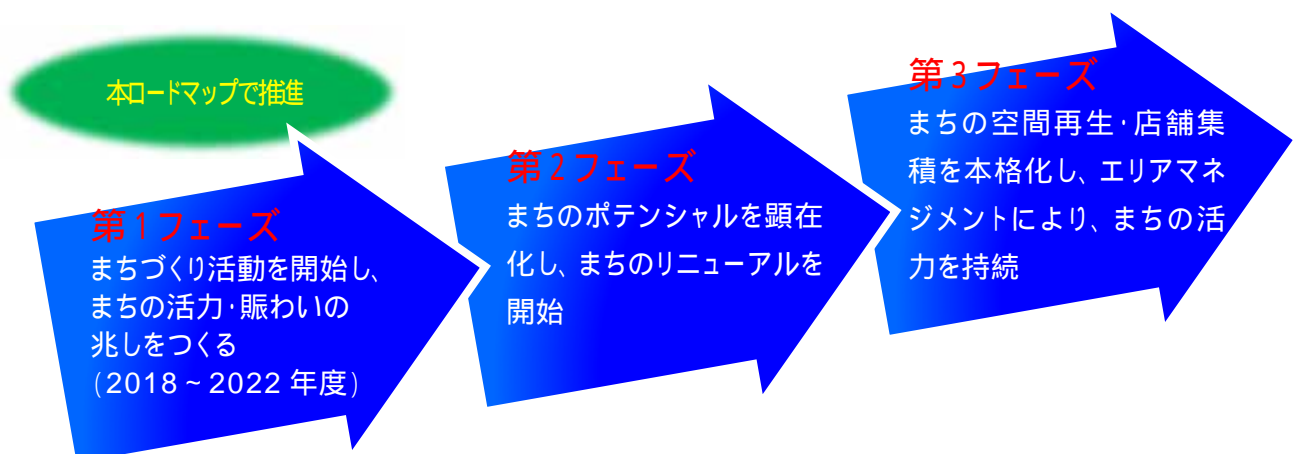 本ロードマップで推進
第1フェーズ
まちづくり活動を開始し、
まちの活力・賑わいの
兆しをつくる
(2018~2022年度)
第2フェーズ
まちのポテンシャルを顕在
化し、まちのリニューアルを
開始
第3フェーズ
まちの空間再生・店舗集
積を本格化し、エリアマネ
ジメントにより、まちの活
力を持続